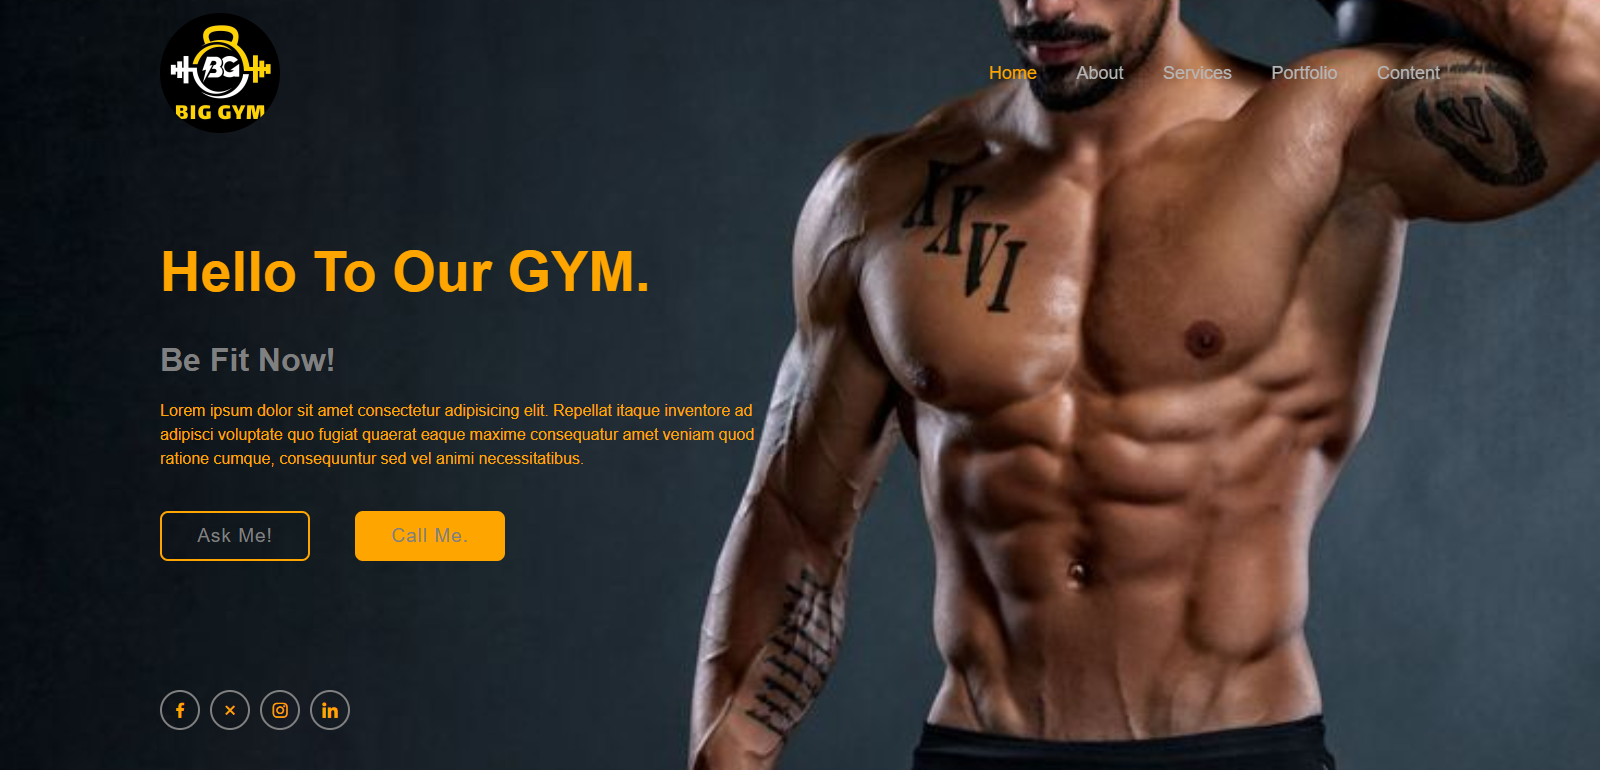 BG
BIG GYM
Home
About
Services
Portfolio
Content
XXVI
V
Hello To Our GYM.
Be Fit Now!
Lorem ipsum dolor sit amet consectetur adipisicing elit. Repellat itaque inventore ad
adipisci voluptate quo fugiat quaerat eaque maxime consequatur amet veniam quod
ratione cumque, consequuntur sed vel animi necessitatibus.
Ask Me!
Call Me.